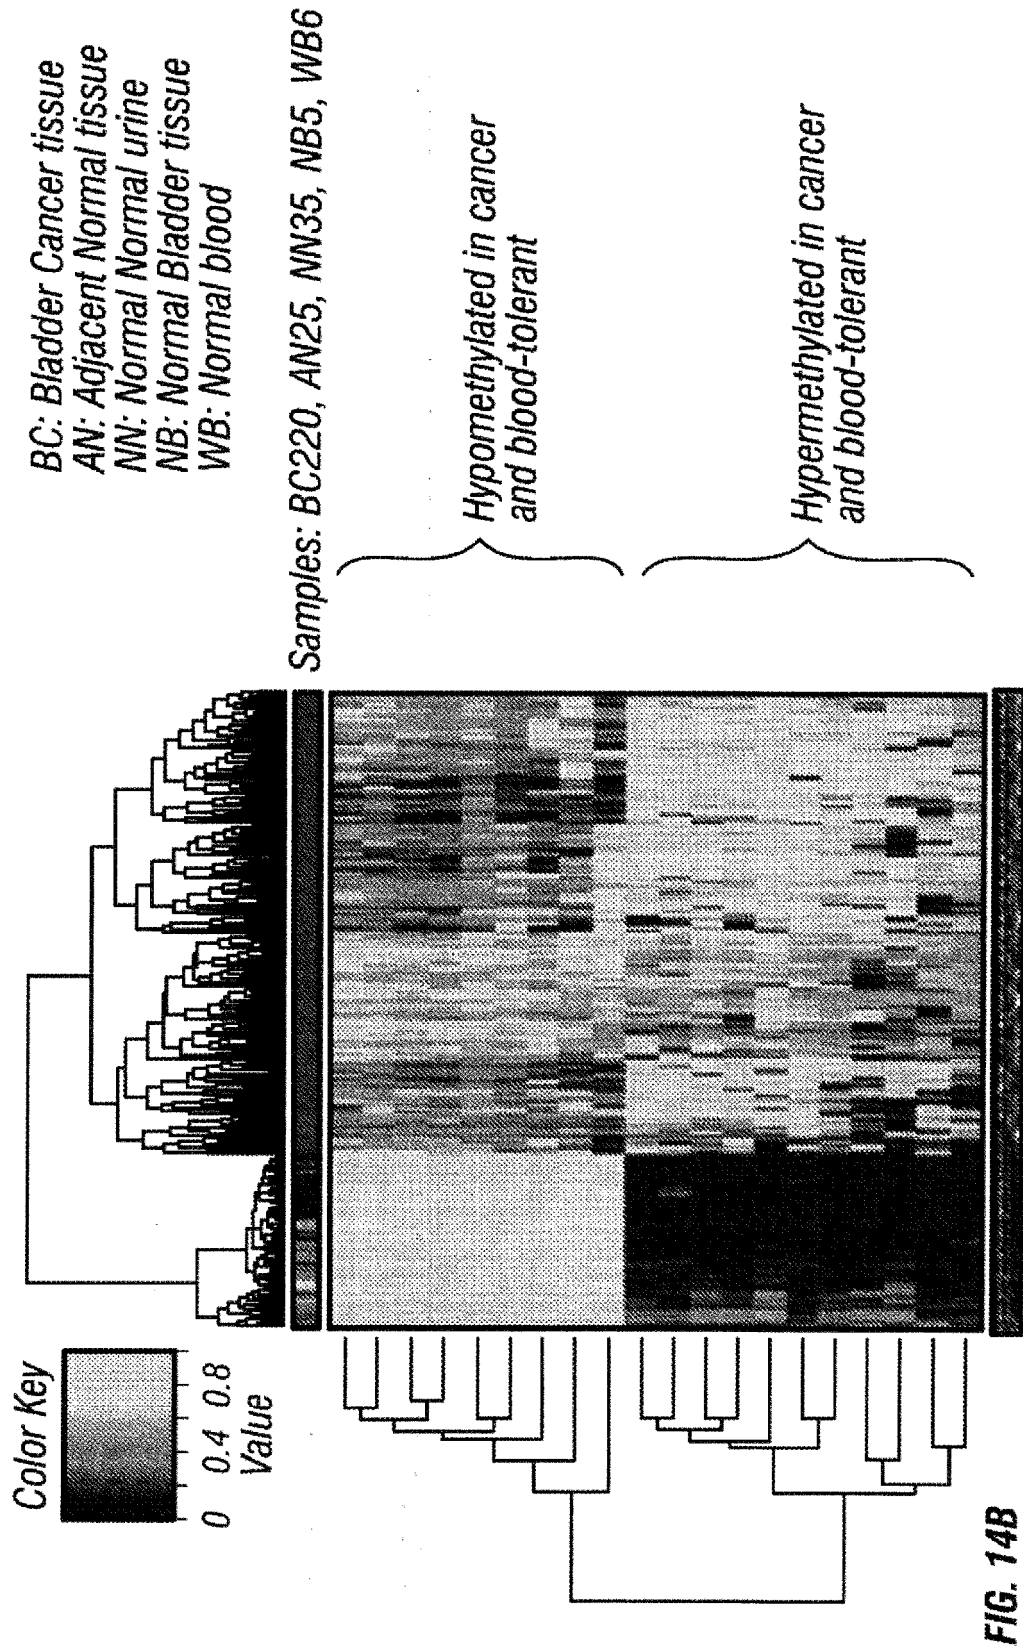 Color Key
0 0.4 0.8
Value
BC: Bladder Cancer tissue
AN: Adjacent Normal tissue
NN: Normal Normal urine
NB: Normal Bladder tissue
WB: Normal blood
Samples: BC220, AN25, NN35, NB5, WB6
Hypomethylated in cancer
and blood-tolerant
Hypermethylated in cancer
and blood-tolerant
FIG. 14B